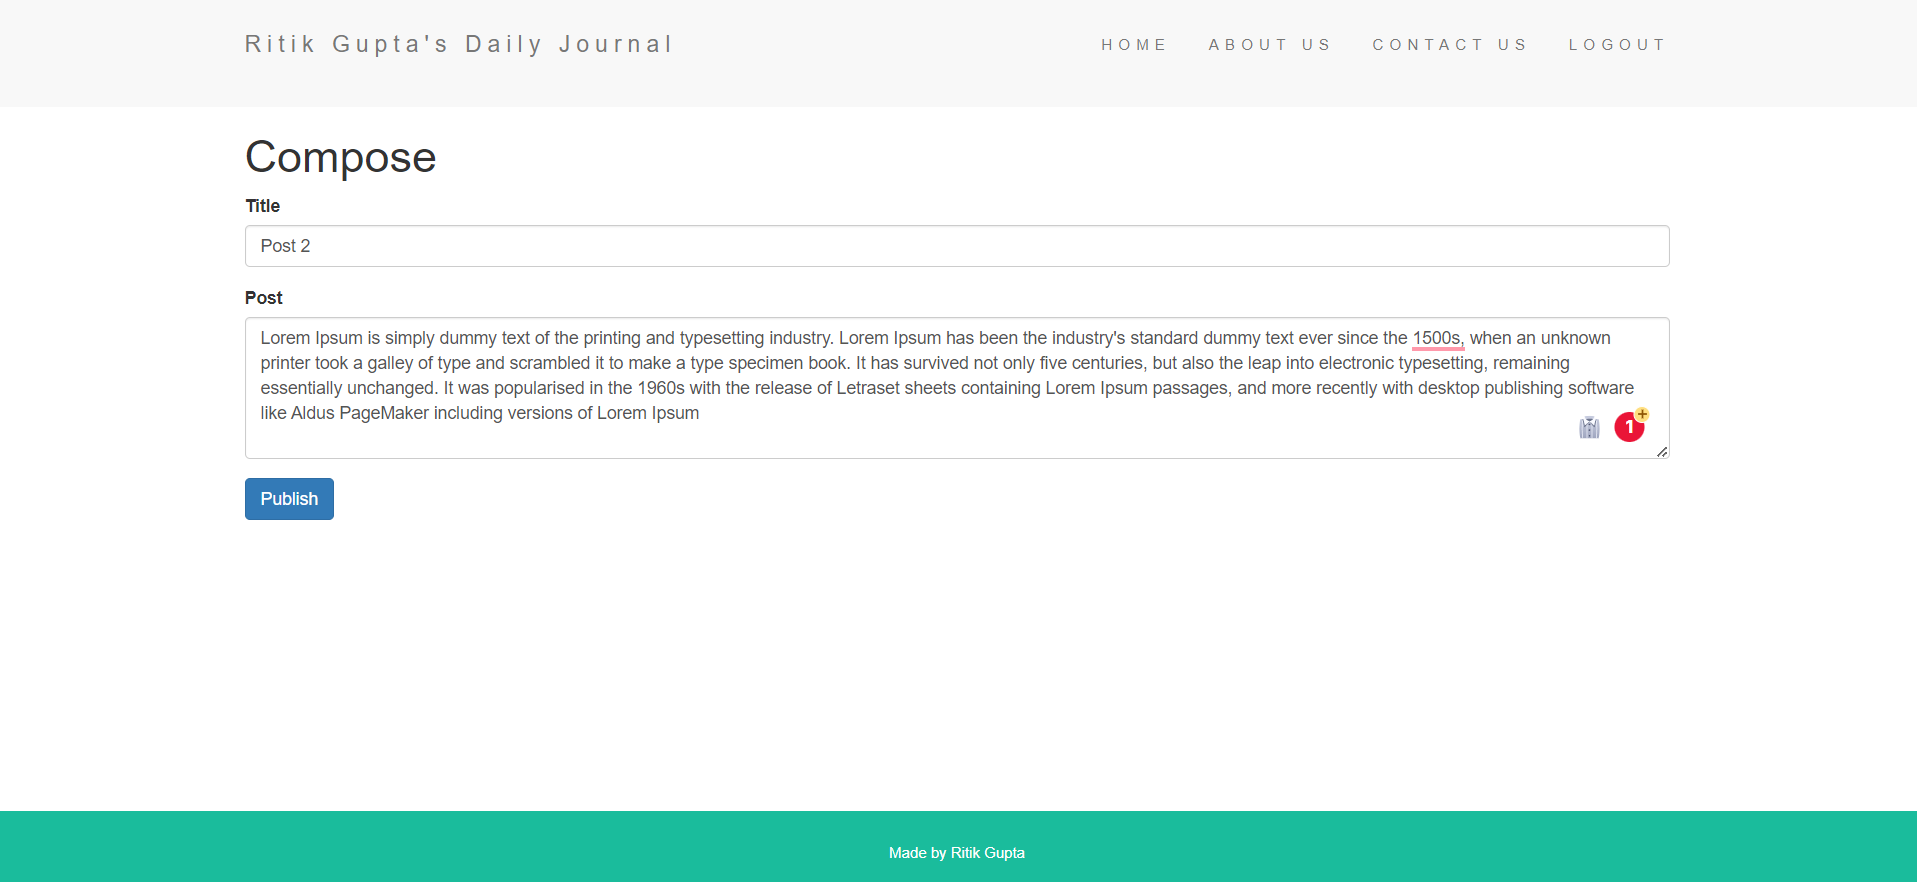 Ritik Gupta's Daily Journal
HOME ABOUT US CONTACT US LOGOUT
Compose
Title
Post 2
Post
Lorem Ipsum is simply dummy text of the printing and typesetting industry. Lorem Ipsum has been the industry's standard dummy text ever since the 1500s, when an unknown
printer took a galley of type and scrambled it to make a type specimen book. It has survived not only five centuries, but also the leap into electronic typesetting, remaining
essentially unchanged. It was popularised in the 1960s with the release of Letraset sheets containing Lorem Ipsum passages, and more recently with desktop publishing software
like Aldus PageMaker including versions of Lorem Ipsum
1+
Publish
Made by Ritik Gupta